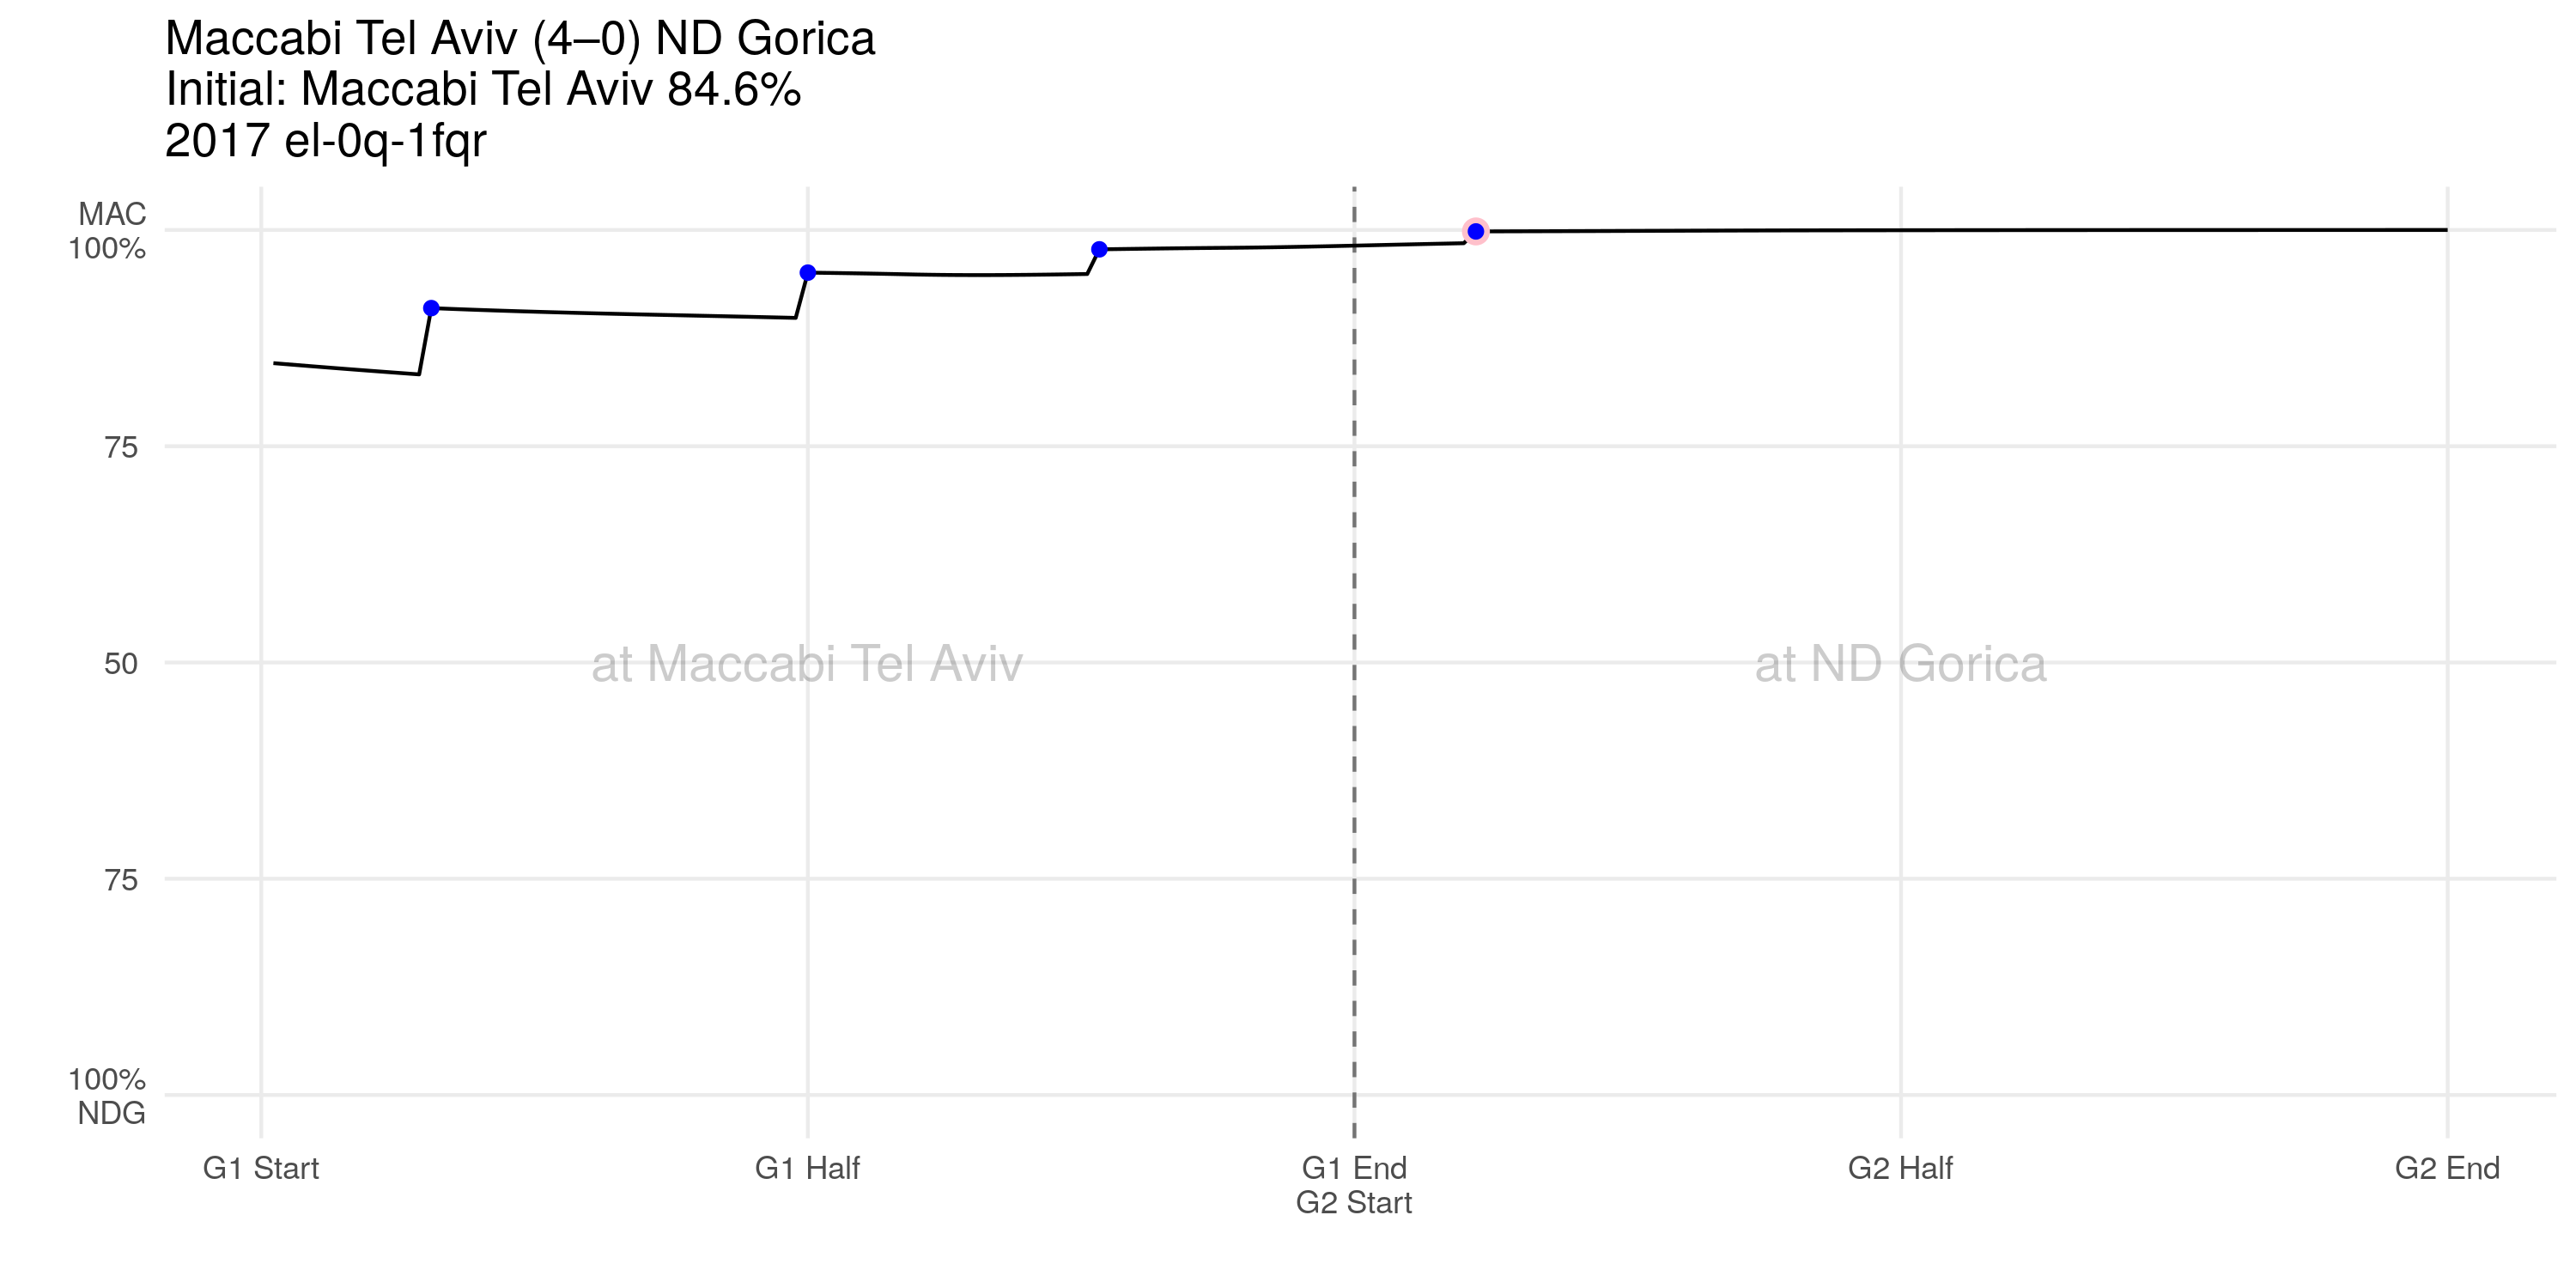 Maccabi Tel Aviv (4–0) ND Gorica
Initial: Maccabi Tel Aviv 84.6%
2017 el-0q-1fqr
MAC
100%
75
50
75
100%
NDG
at Maccabi Tel Aviv
at ND Gorica
G1 Start
G1 Half
G1 End
G2 Start
G2 Half
G2 End